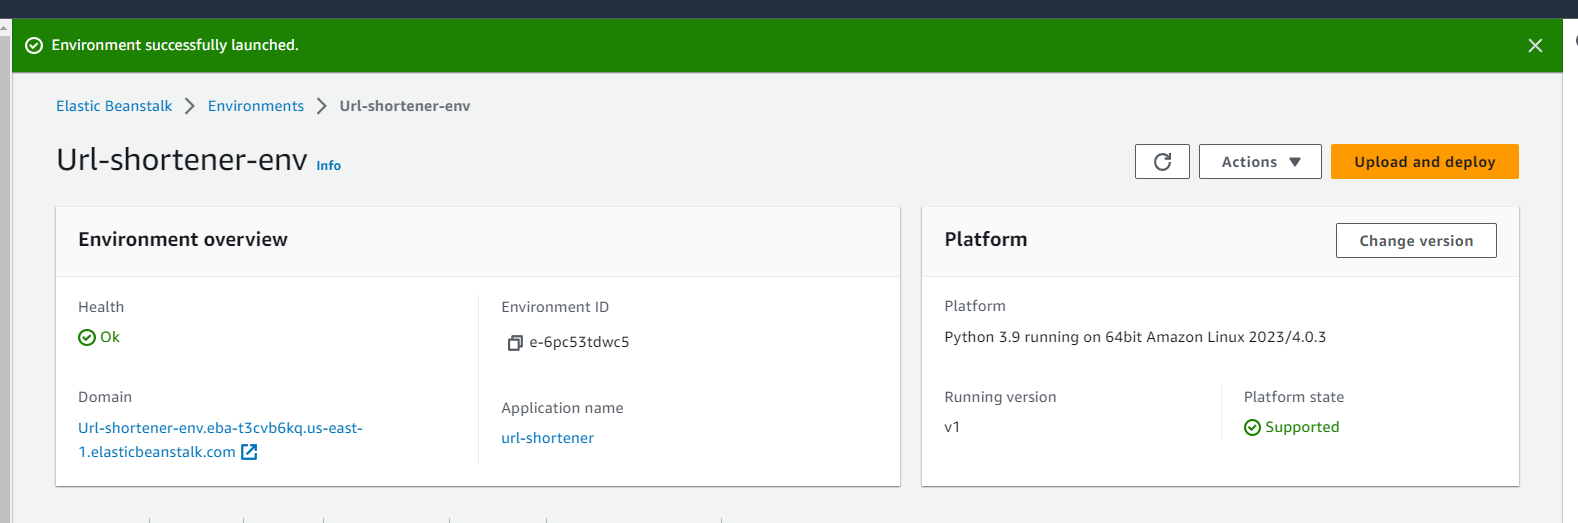 Environment successfully launched.
Elastic Beanstalk > Environments > Url-shortener-env
Url-shortener-env Info
Actions
Upload and deploy
Environment overview
Health
Ok
Domain
Url-shortener-env.eba-t3cvb6kq.us-east-
1.elasticbeanstalk.com
Environment ID
e-6pc53tdwc5
Application name
url-shortener
Platform
Change version
Platform
Python 3.9 running on 64bit Amazon Linux 2023/4.0.3
Running version
v1
Platform state
Supported